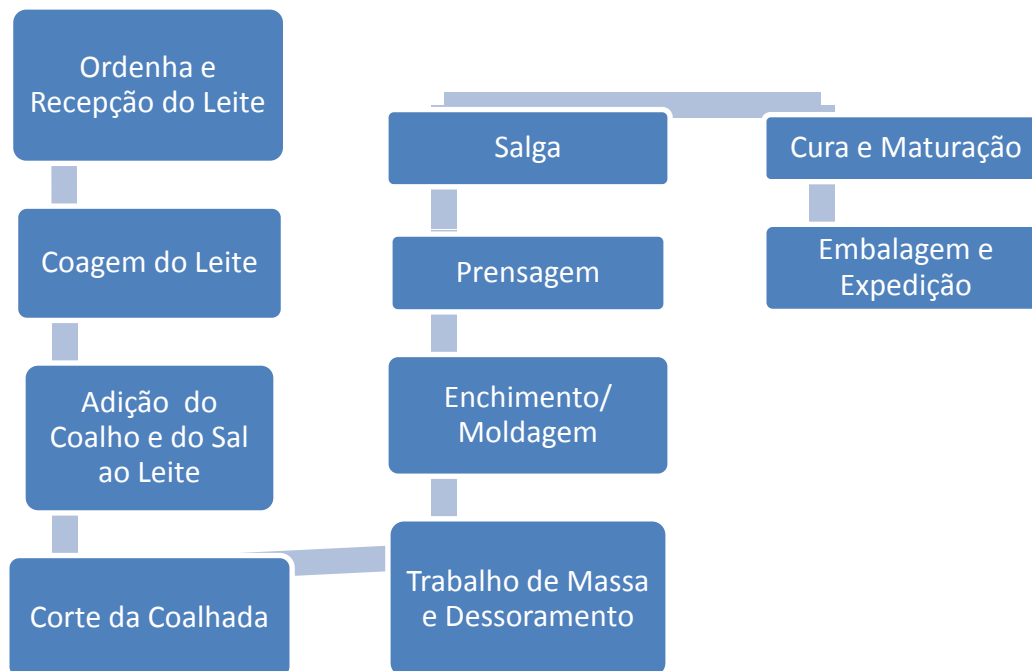 Ordenha e
Recepção do Leite
Coagem do Leite
Adição do
Coalho e do Sal
ao Leite
Corte da Coalhada
Trabalho de Massa
e Dessoramento
Enchimento/
Moldagem
Prensagem
Salga
Cura e Maturação
Embalagem e
Expedição